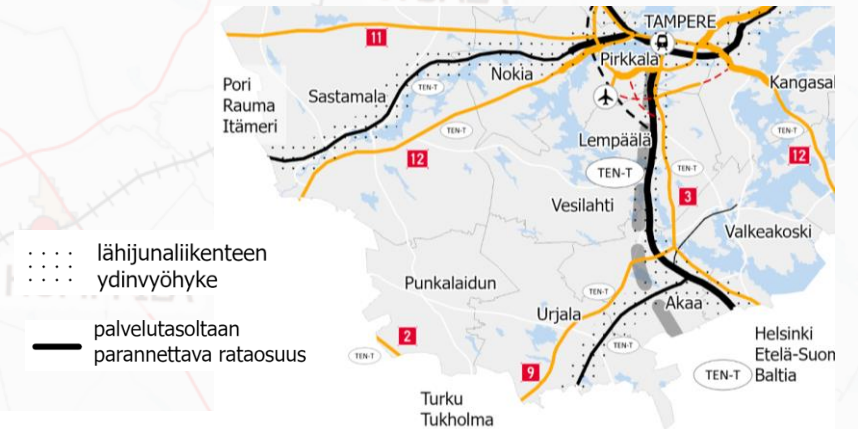 TAMPERE
11
Pirkkala
Nokia
Kangasal
Pori
Rauma
Itämeri
Sastamala
TEN-T
TEN-T
TEN-T
Lempäälä
12
12
TEN-T
TEN-T
3
Vesilahti
Valkeakoski
lähijunaliikenteen
ydinvyöhyke
Punkalaidun
TEN-T
Akaa
Urjala
palvelutasoltaan
parannettava rataosuus
2
TEN-T
TEN-T
Helsinki
Etelä-Suom
Baltia
TEN-T
9
Turku
Tukholma